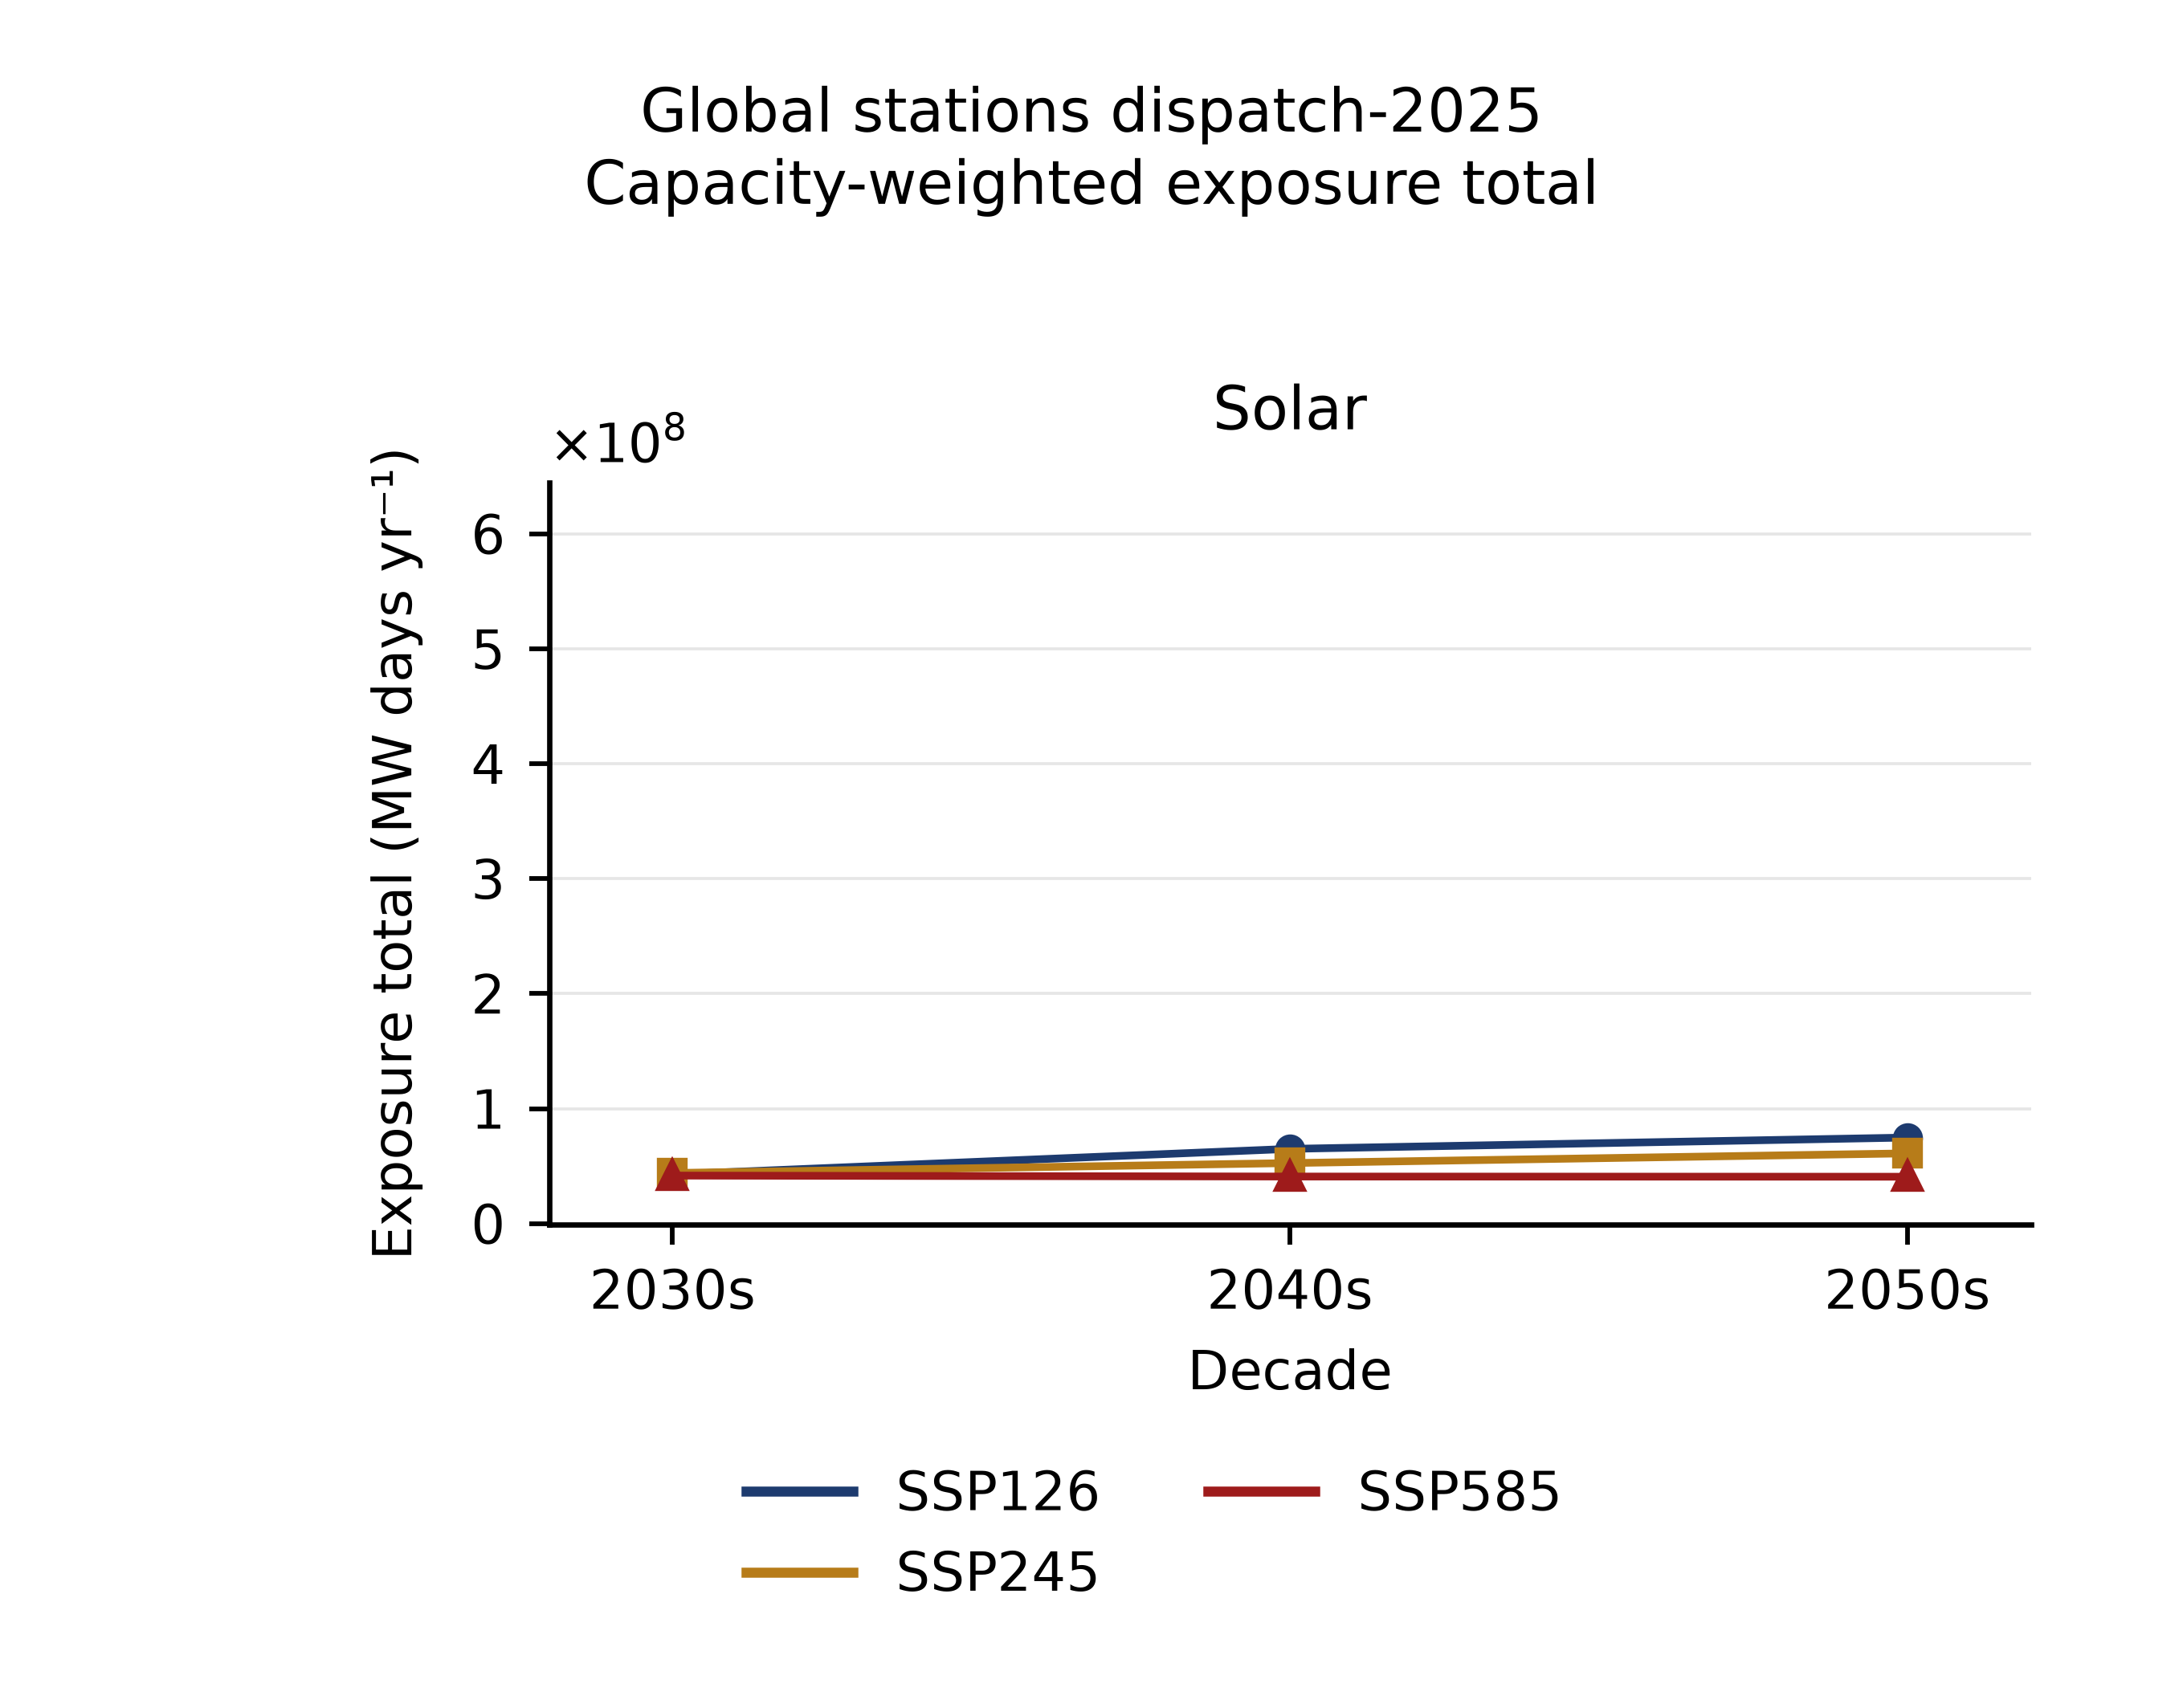 Global stations dispatch-2025
Capacity-weighted exposure total
Solar
×10⁸
Exposure total (MW days yr⁻¹)
6
5
4
3
2
1
0
2030s 2040s 2050s
Decade
SSP126 SSP585
SSP245